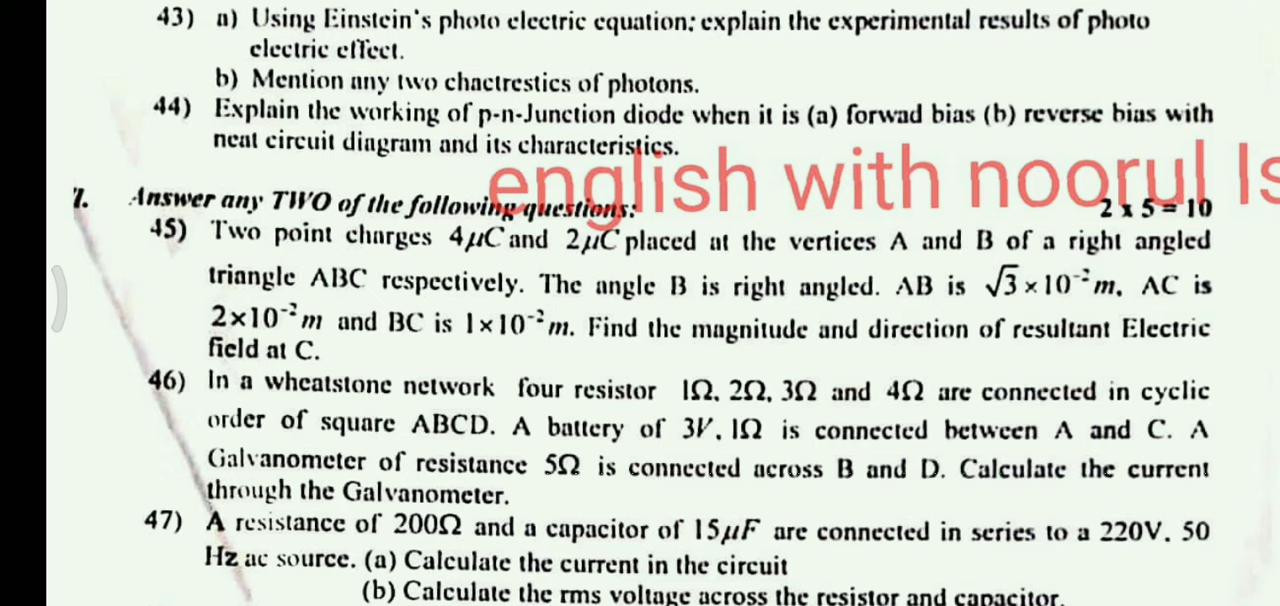 43) a) Using Einstein's photo electric equation; explain the experimental results of photo
electric effect.
b) Mention any two chactrestics of photons.
44) Explain the working of p-n-Junction diode when it is (a) forwad bias (b) reverse bias with
neat circuit diagram and its characteristics.
english with noorul Is
Answer any TWO of the following questions: 2 x 5 = 10
45) Two point charges 4μC and 2μC placed at the vertices A and B of a right angled
triangle ABC respectively. The angle B is right angled. AB is √3×10⁻²m, AC is
2×10⁻²m and BC is 1×10⁻²m. Find the magnitude and direction of resultant Electric
field at C.
46) In a wheatstone network four resistor 1Ω, 2Ω, 3Ω and 4Ω are connected in cyclic
order of square ABCD. A battery of 3V, 1Ω is connected between A and C. A
Galvanometer of resistance 5Ω is connected across B and D. Calculate the current
through the Galvanometer.
47) A resistance of 200Ω and a capacitor of 15μF are connected in series to a 220V, 50
Hz ac source. (a) Calculate the current in the circuit
(b) Calculate the rms voltage across the resistor and capacitor.